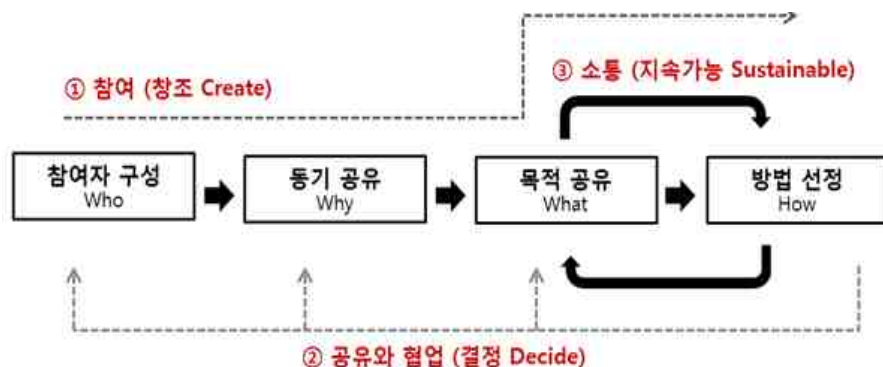 ① 참여 (창조 Create)
③ 소통 (지속가능 Sustainable)
참여자 구성
Who
동기 공유
Why
목적 공유
What
방법 선정
How
② 공유와 협업 (결정 Decide)